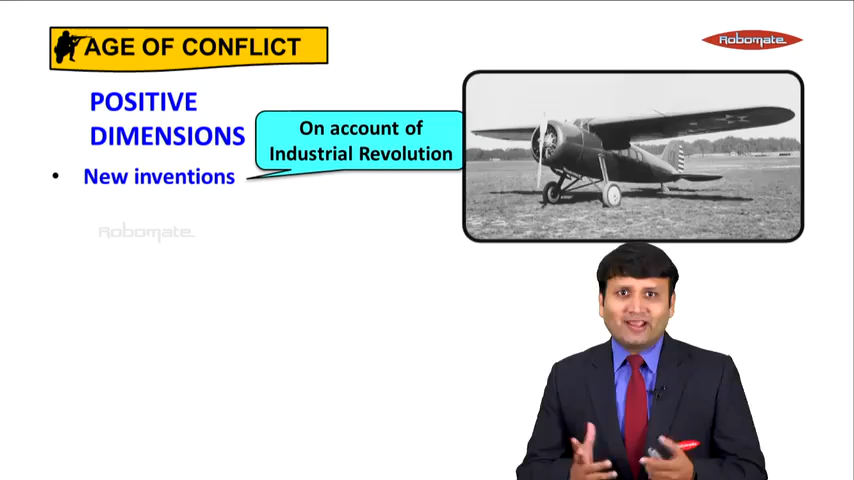 AGE OF CONFLICT
Robomate
POSITIVE
DIMENSIONS
On account of
Industrial Revolution
• New inventions
Robomate